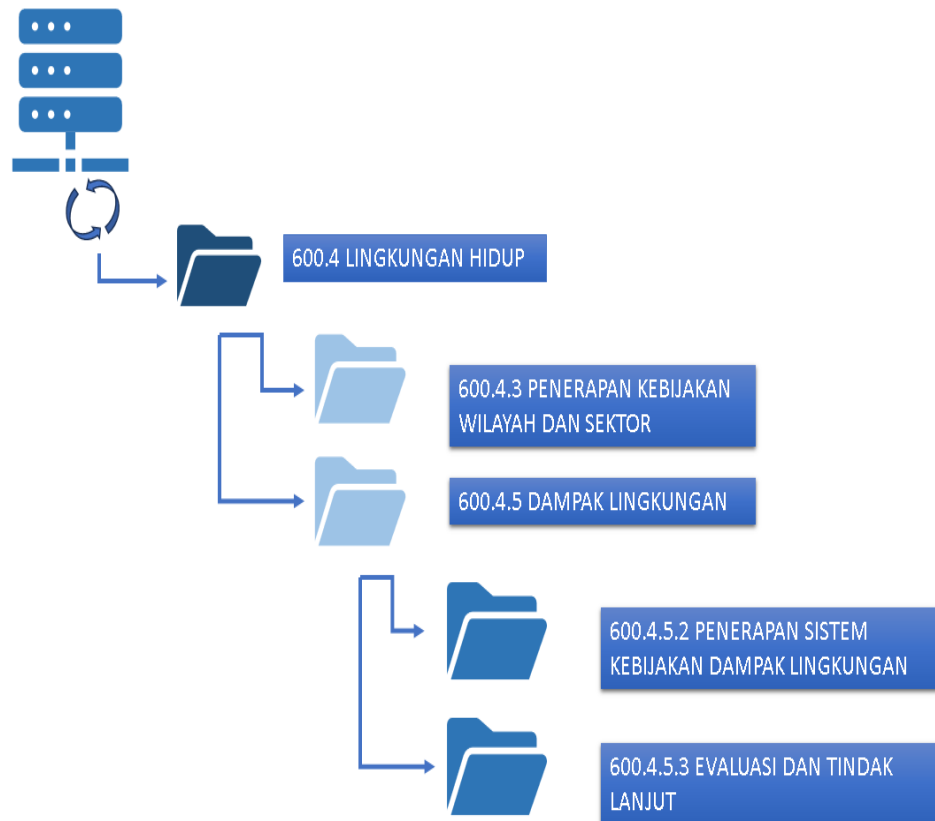 600.4 LINGKUNGAN HIDUP
600.4.3 PENERAPAN KEBIJAKAN
WILAYAH DAN SEKTOR
600.4.5 DAMPAK LINGKUNGAN
600.4.5.2 PENERAPAN SISTEM
KEBIJAKAN DAMPAK LINGKUNGAN
600.4.5.3 EVALUASI DAN TINDAK
LANJUT